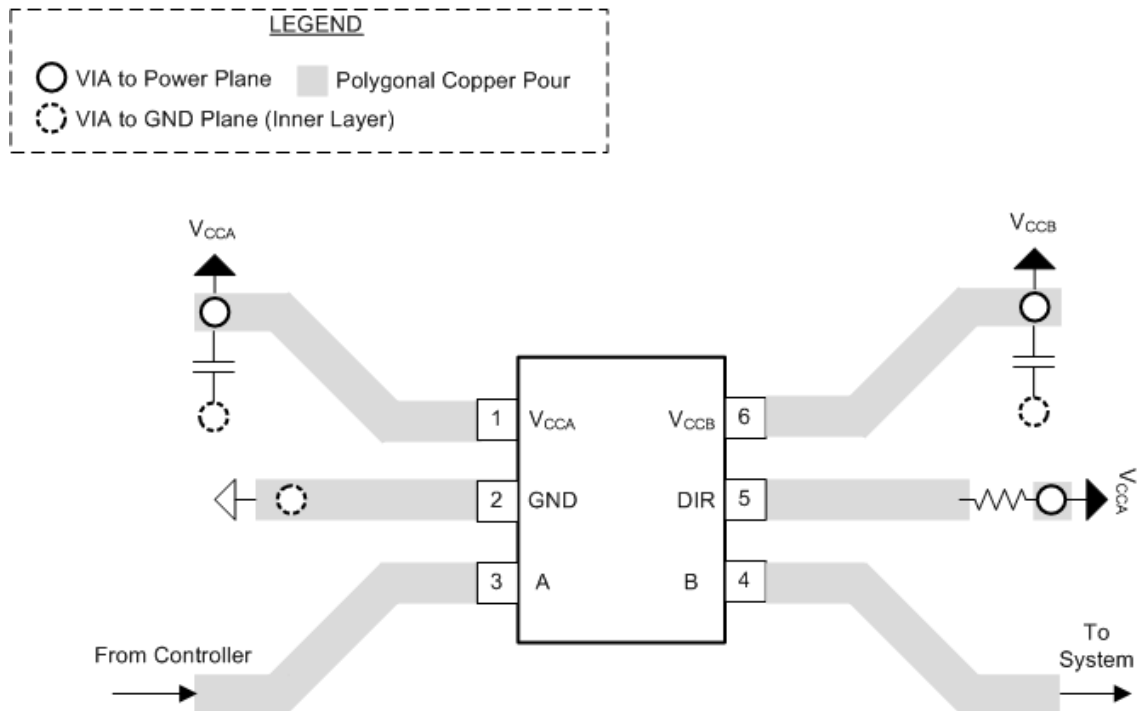 LEGEND
VIA to Power Plane
Polygonal Copper Pour
VIA to GND Plane (Inner Layer)
VCCA
VCCB
1 VCCA
VCCB 6
2 GND
DIR 5
VCCA
3 A
B 4
From Controller
To
System